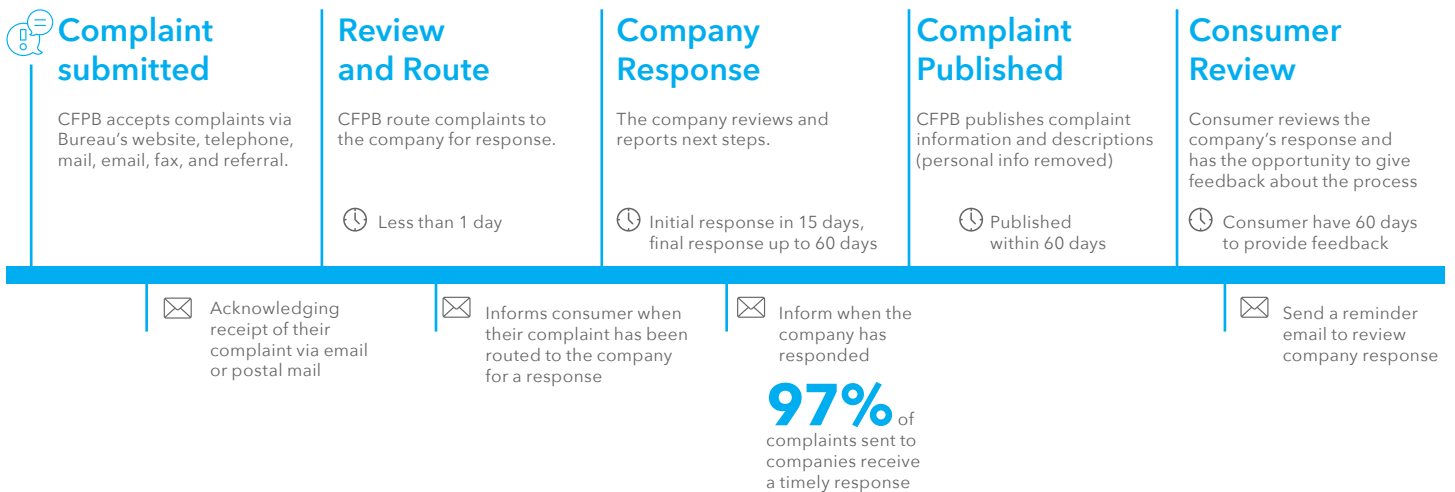 Complaint
submitted
CFPB accepts complaints via
Bureau's website, telephone,
mail, email, fax, and referral.
Review
and Route
CFPB route complaints to
the company for response.
Less than 1 day
Company
Response
The company reviews and
reports next steps.
Initial response in 15 days,
final response up to 60 days
Complaint
Published
CFPB publishes complaint
information and descriptions
(personal info removed)
Published
within 60 days
Consumer
Review
Consumer reviews the
company's response and
has the opportunity to give
feedback about the process
Consumer have 60 days
to provide feedback
Acknowledging
receipt of their
complaint via email
or postal mail
Informs consumer when
their complaint has been
routed to the company
for a response
Inform when the
company has
responded
97% of
complaints sent to
companies receive
a timely response
Send a reminder
email to review
company response